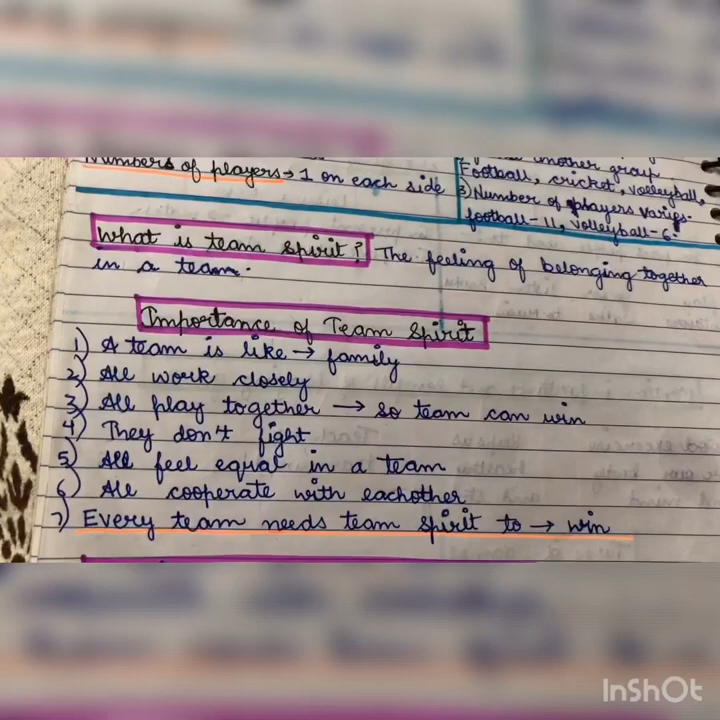 Numbers of players → 1 on each side
another group
Football, cricket, volleyball,
3) Number of players varies.
football - 11, volleyball - 6.
What is team spirit? The feeling of belonging together
in a team.
Importance of Team Spirit
1) A team is like → family
2) All work closely
3) All play together → so team can win
4) They don't fight
5) All feel equal in a team
6) All cooperate with eachother
7) Every team needs team spirit to → win
InShOt